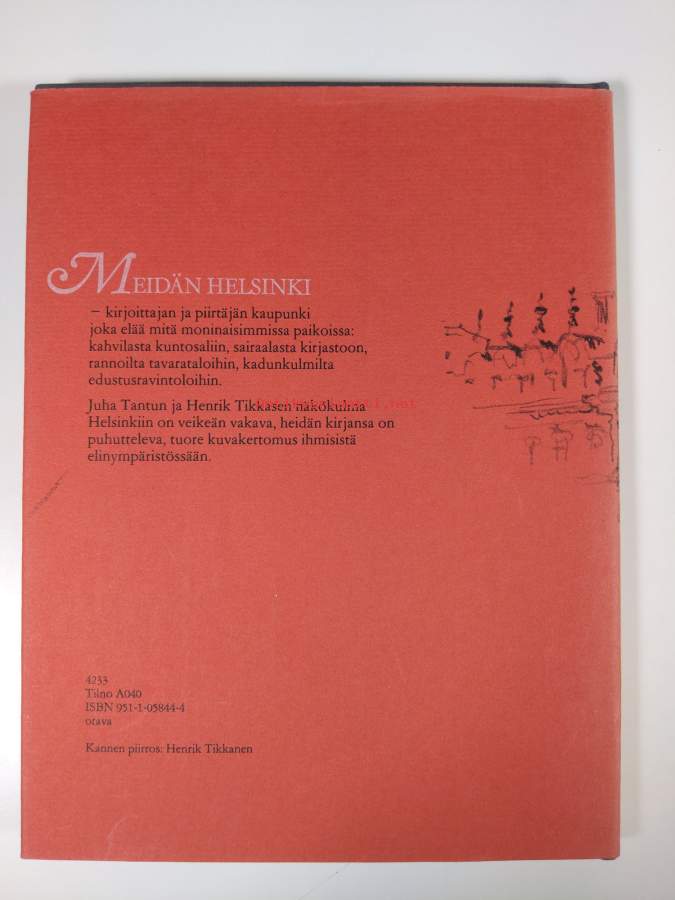 MEIDÄN HELSINKI
– kirjoittajan ja piirtäjän kaupunki
joka elää mitä moninaisimmissa paikoissa:
kahvilasta kuntosaliin, sairaalasta kirjastoon,
rannoilta tavarataloihin, kadunkulmilta
edustusravintoloihin.
Juha Tantun ja Henrik Tikkasen näkökulma
Helsinkiin on veikeän vakava, heidän kirjansa on
puhutteleva, tuore kuvakertomus ihmisistä
elinympäristössään.
4233
Tilno A040
ISBN 951-1-05844-4
otava
Kannen piirros: Henrik Tikkanen